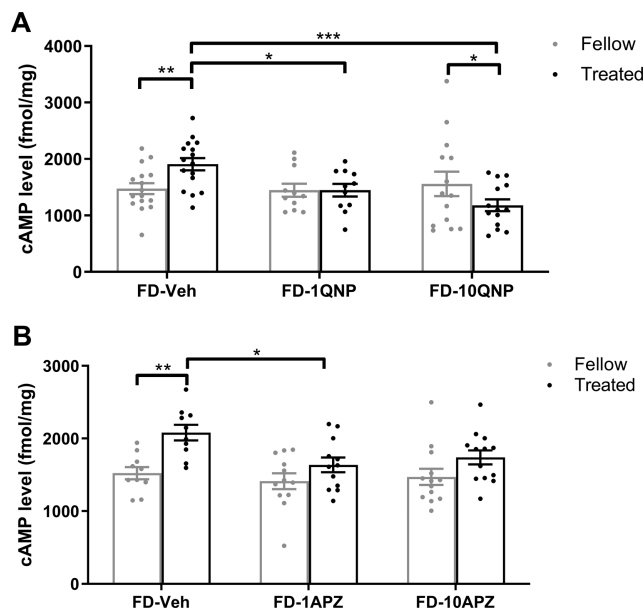 A
Fellow
Treated
cAMP level (fmol/mg)
4000
3000
2000
1000
0
**
*
***
*
FD-Veh
FD-1QNP
FD-10QNP
B
Fellow
Treated
cAMP level (fmol/mg)
3000
2000
1000
0
**
*
FD-Veh
FD-1APZ
FD-10APZ